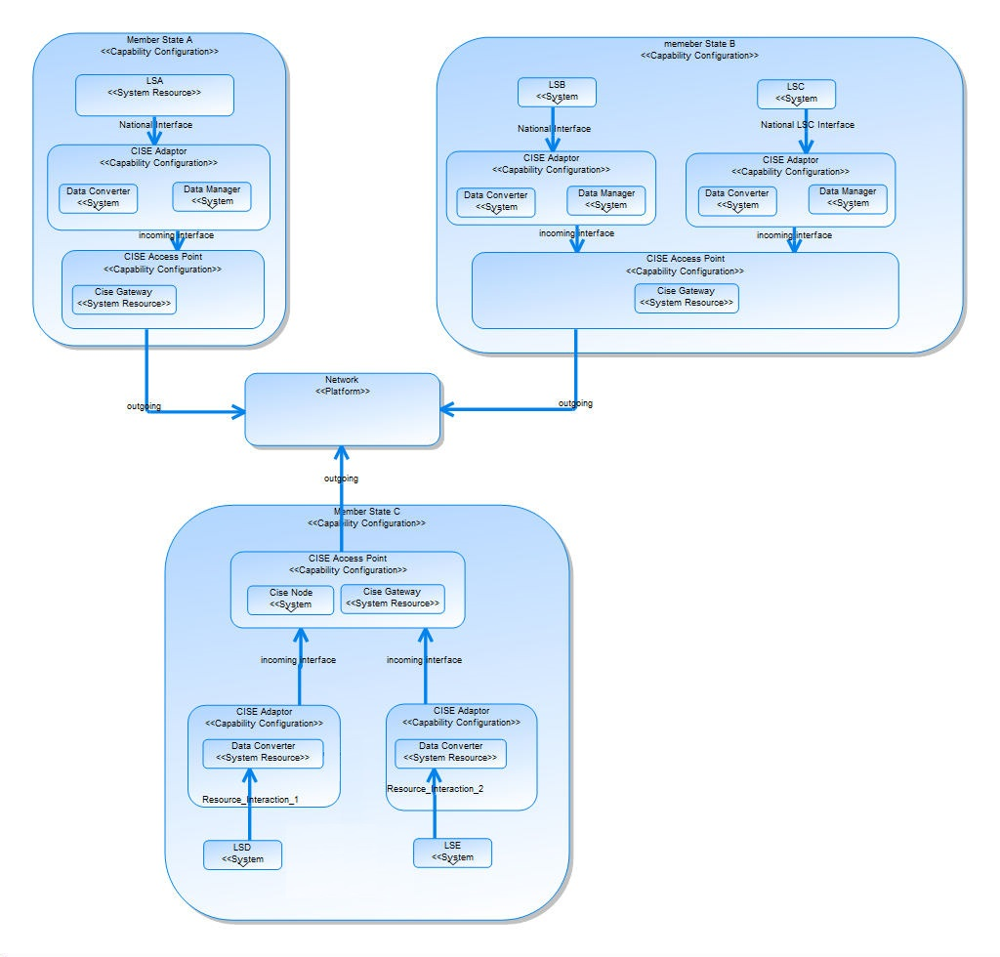 Member State A
<<Capability Configuration>>
LSA
<<System Resource>>
National Interface
CISE Adaptor
<<Capability Configuration>>
Data Converter
<<System
Data Manager
<<System
incoming interface
CISE Access Point
<<Capability Configuration>>
Cise Gateway
<<System Resource>>
outgoing
memeber State B
<<Capability Configuration>>
LSB
<<System
National Interface
CISE Adaptor
<<Capability Configuration>>
Data Converter
<<System
Data Manager
<<System
incoming interface
LSC
<<System
National LSC Interface
CISE Adaptor
<<Capability Configuration>>
Data Converter
<<System
Data Manager
<<System
incoming interface
CISE Access Point
<<Capability Configuration>>
Cise Gateway
<<System Resource>>
outgoing
Network
<<Platform>>
outgoing
Member State C
<<Capability Configuration>>
CISE Access Point
<<Capability Configuration>>
Cise Node
<<System
Cise Gateway
<<System Resource>>
incoming interface
incoming interface
CISE Adaptor
<<Capability Configuration>>
Data Converter
<<System Resource>>
Resource_Interaction_1
LSD
<<System
CISE Adaptor
<<Capability Configuration>>
Data Converter
<<System Resource>>
Resource_Interaction_2
LSE
<<System